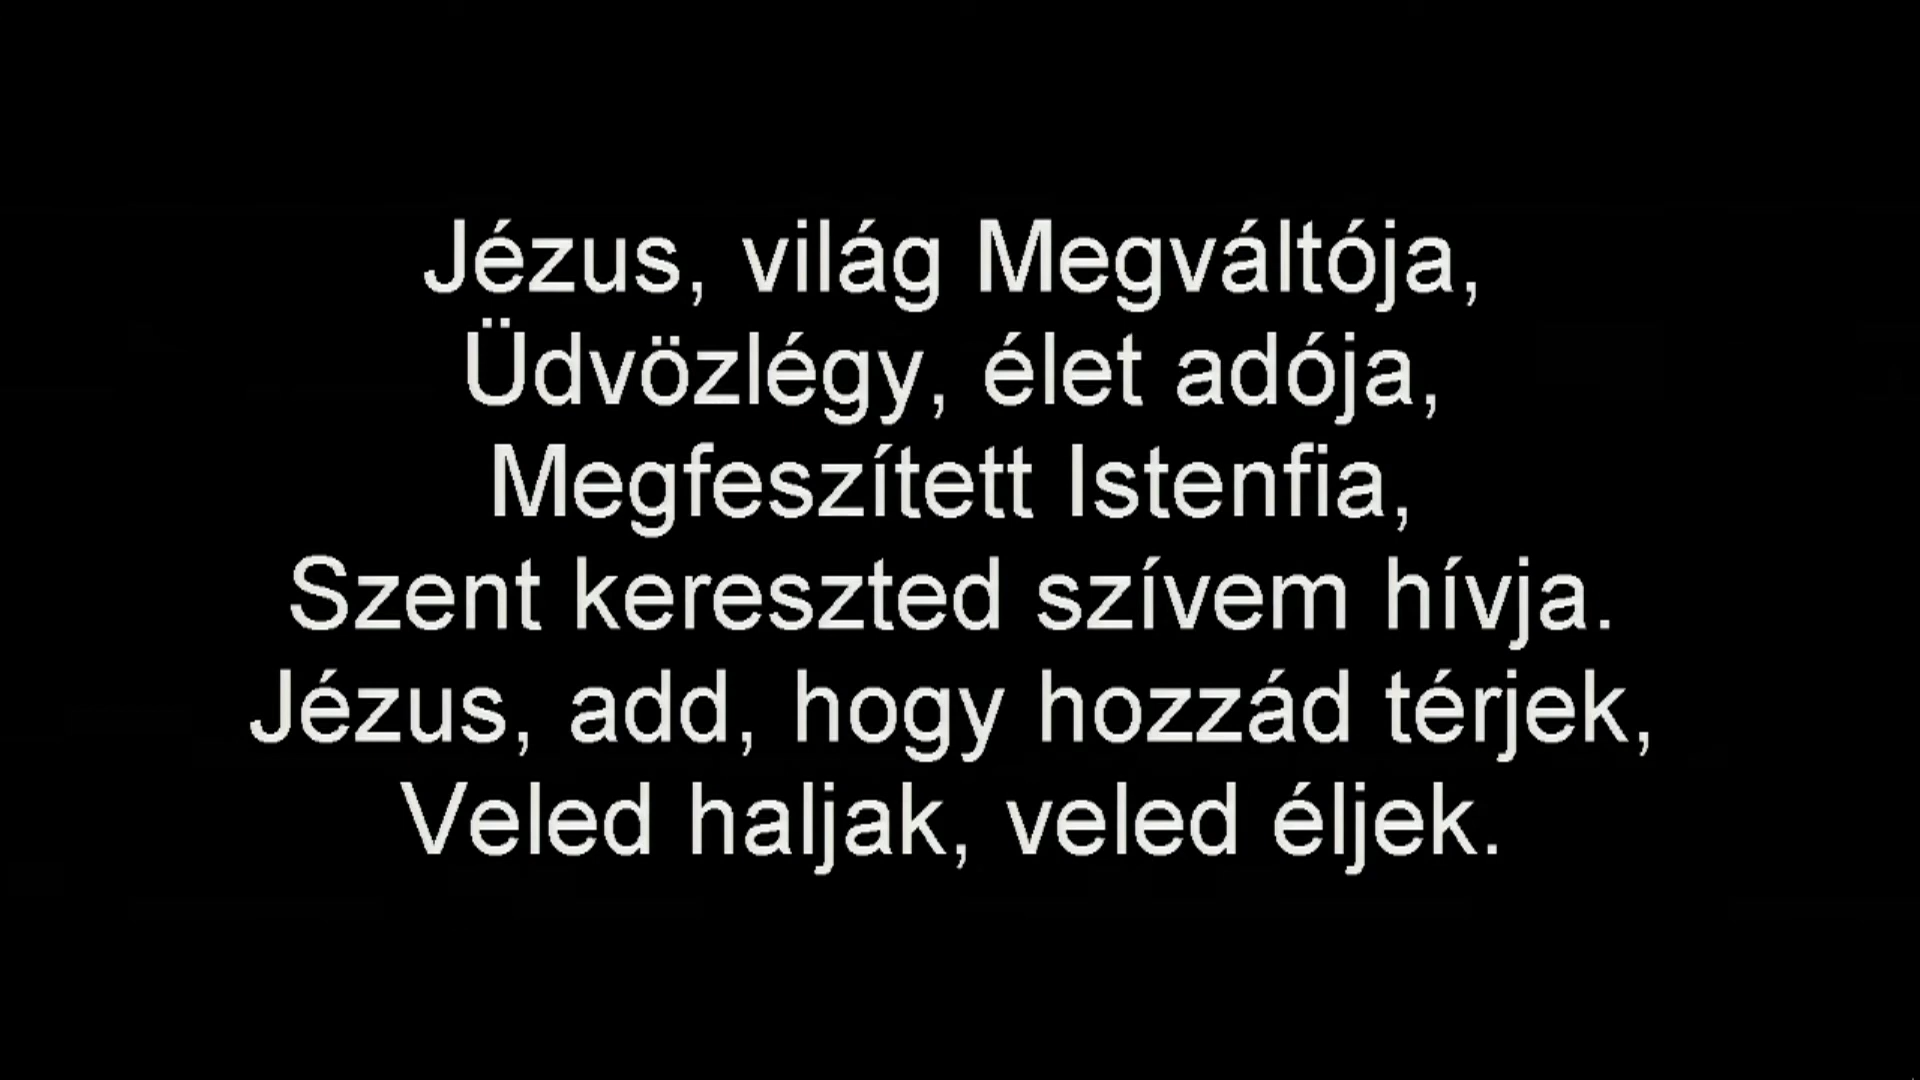 Jézus, világ Megváltója,
Üdvözlégy, élet adója,
Megfeszített Istenfia,
Szent kereszted szívem hívja.
Jézus, add, hogy hozzád térjek,
Veled haljak, veled éljek.